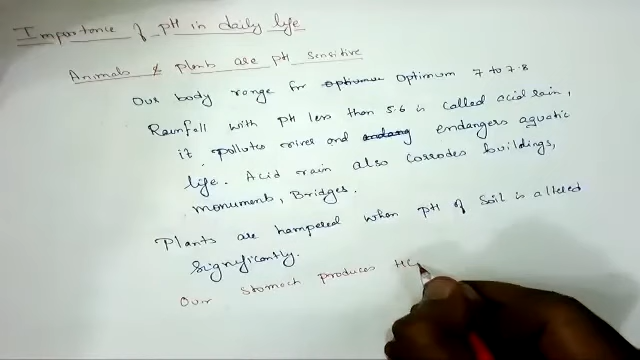 Importance of pH in daily life
Animals & plants are pH sensitive
Our body range for optimum 7 to 7.8
Rainfall with pH less than 5.6 is called acid rain,
it pollutes river and endangers aquatic
life. Acid rain also corrodes buildings,
monuments, Bridges.
Plants are hampered when pH of soil is altered
significantly.
Our stomach produces HC